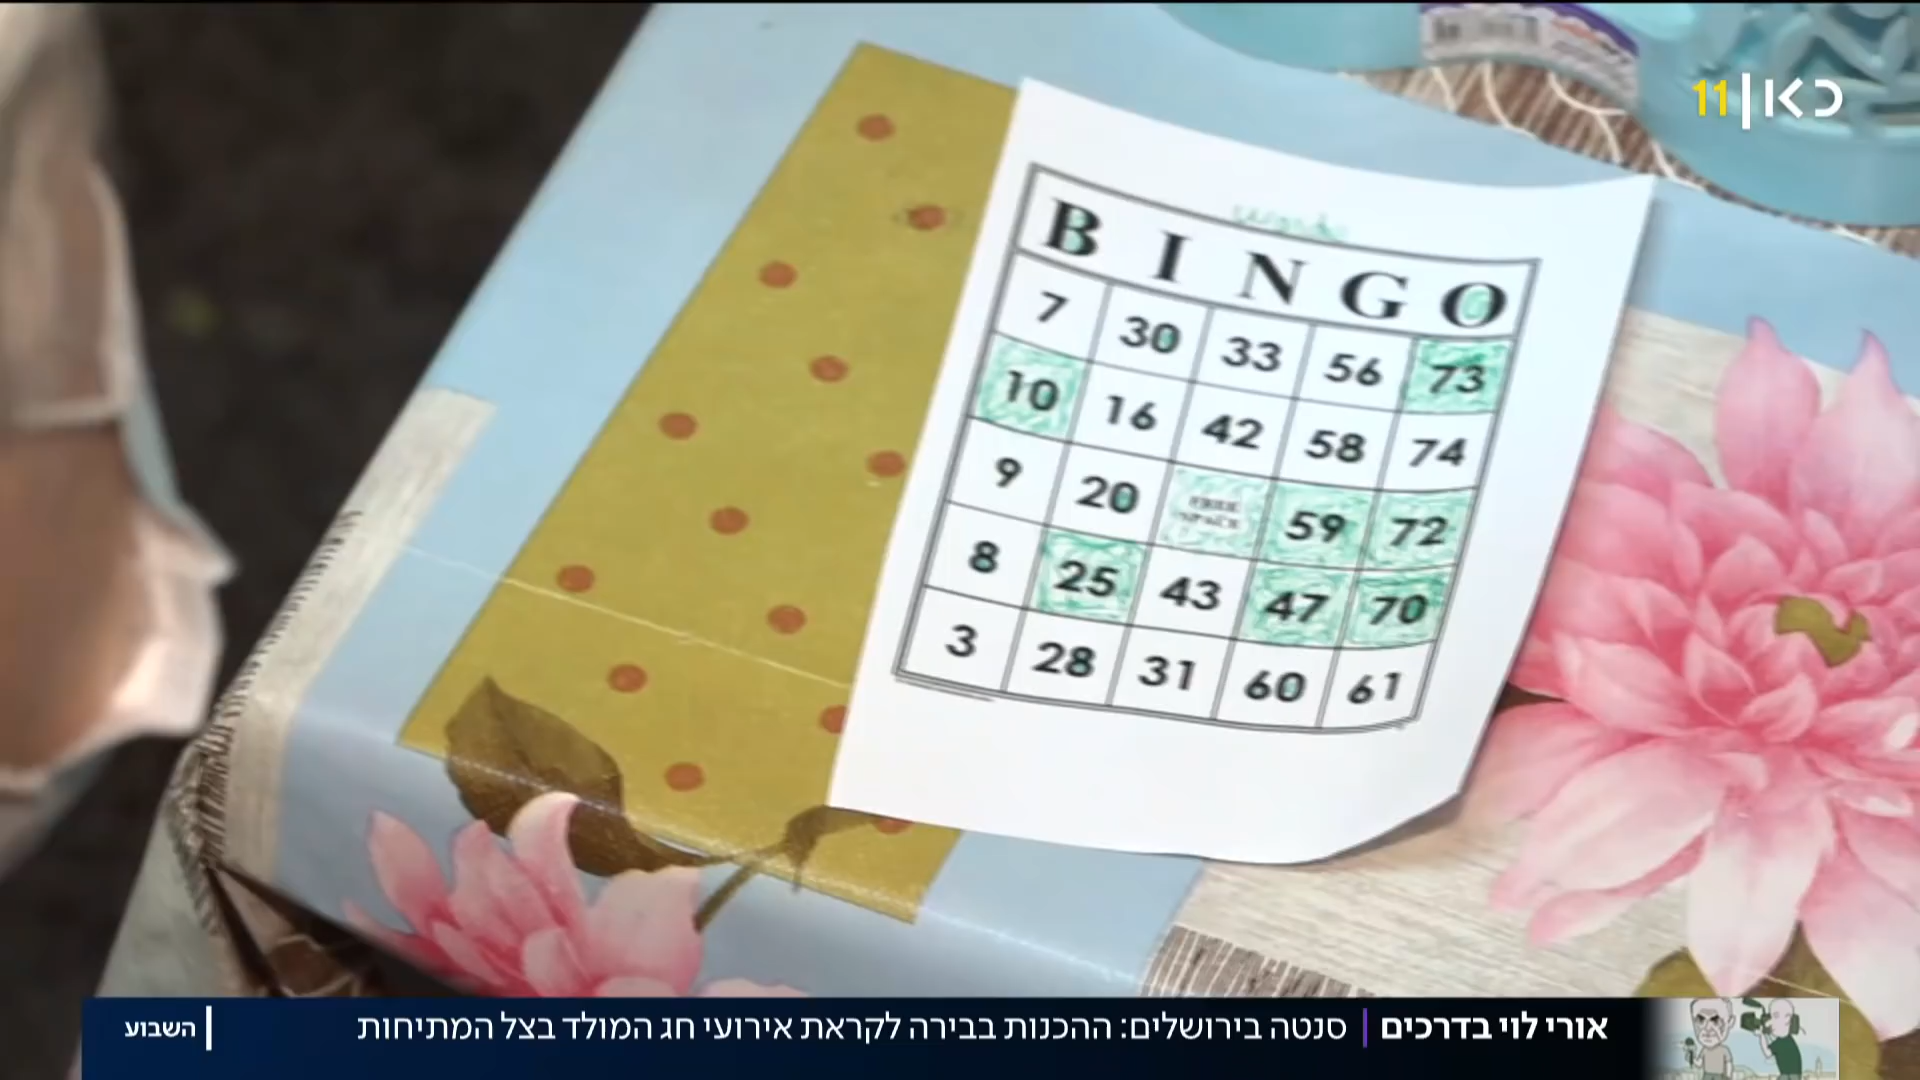 כאן 11
B I N G O
7 30 33 56 73
10 16 42 58 74
9 20 FREE SPACE 59 72
8 25 43 47 70
3 28 31 60 61
אורי לוי בדרכים | סנטה בירושלים: ההכנות בבירה לקראת אירועי חג המולד בצל המתיחות | השבוע